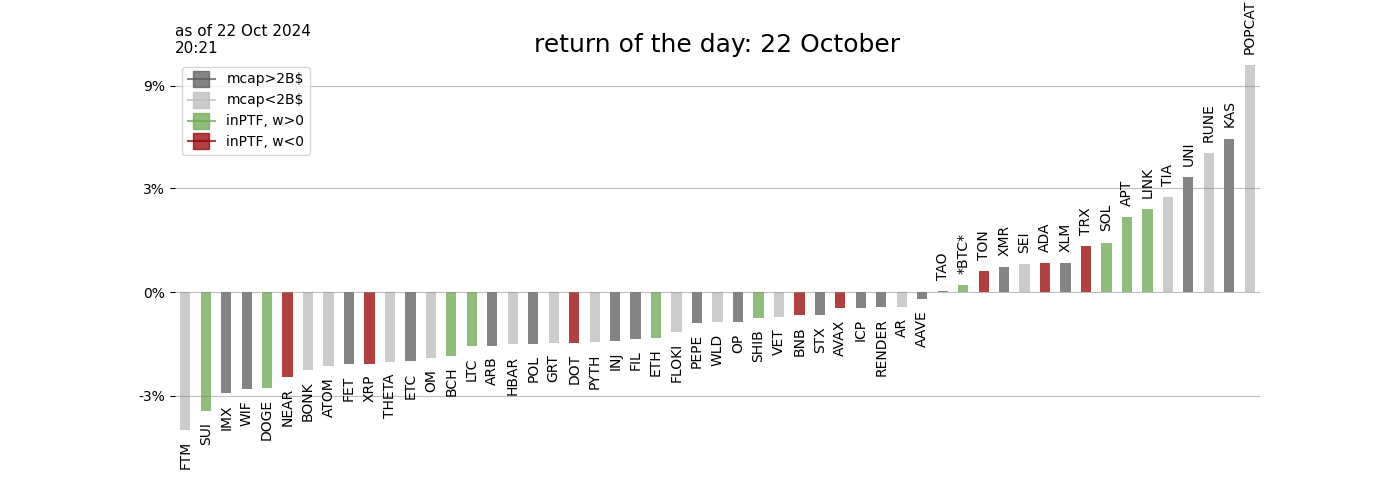 as of 22 Oct 2024
20:21
return of the day: 22 October
mcap>2B$
mcap<2B$
inPTF, w>0
inPTF, w<0
9%
3%
0%
-3%
FTM
SUI
IMX
WIF
DOGE
NEAR
BONK
ATOM
FET
XRP
THETA
ETC
OM
BCH
LTC
ARB
HBAR
POL
GRT
DOT
PYTH
INJ
FIL
ETH
FLOKI
PEPE
WLD
OP
SHIB
VET
BNB
STX
AVAX
ICP
RENDER
AR
AAVE
TAO
*BTC*
TON
XMR
SEI
ADA
XLM
TRX
SOL
APT
LINK
TIA
UNI
RUNE
KAS
POPCAT